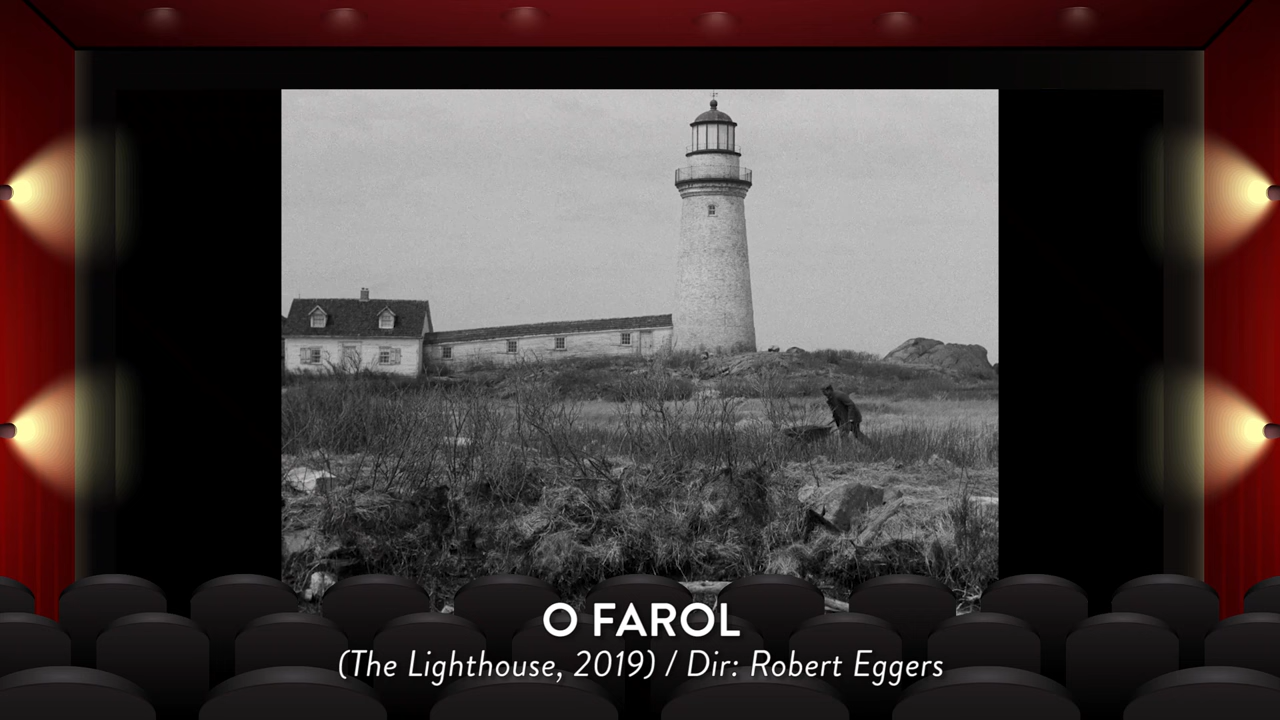 O FAROL
(The Lighthouse, 2019) / Dir: Robert Eggers